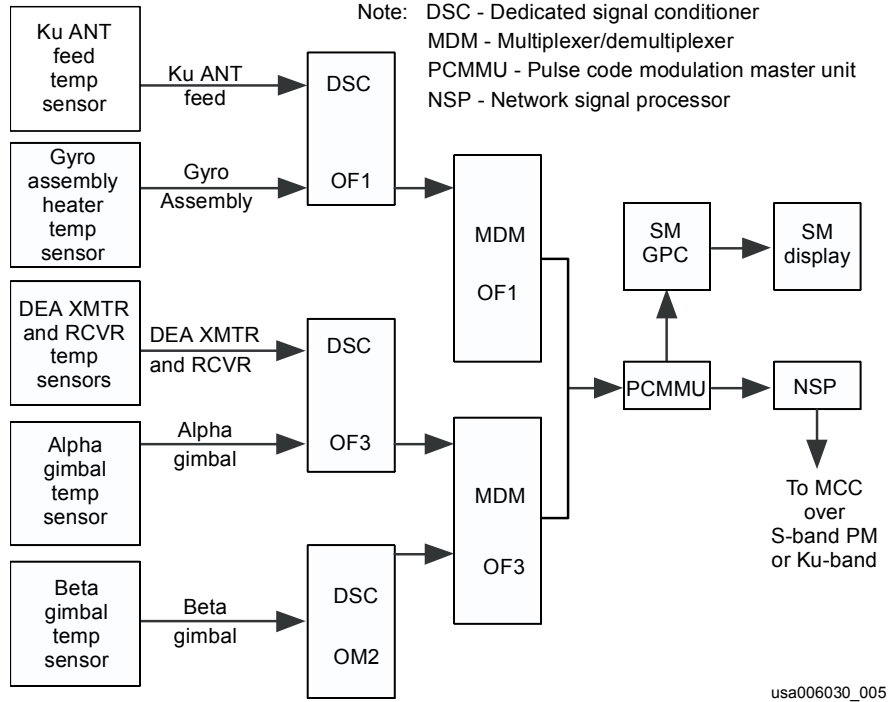 Note: DSC - Dedicated signal conditioner
MDM - Multiplexer/demultiplexer
PCMMU - Pulse code modulation master unit
NSP - Network signal processor
Ku ANT
feed
temp
sensor
Ku ANT
feed
DSC
OF1
Gyro
assembly
heater
temp
sensor
Gyro
Assembly
MDM
OF1
SM
GPC
SM
display
DEA XMTR
and RCVR
temp
sensors
DEA XMTR
and RCVR
DSC
OF3
PCMMU
NSP
Alpha
gimbal
temp
sensor
Alpha
gimbal
MDM
OF3
To MCC
over
S-band PM
or Ku-band
Beta
gimbal
temp
sensor
Beta
gimbal
DSC
OM2
usa006030_005